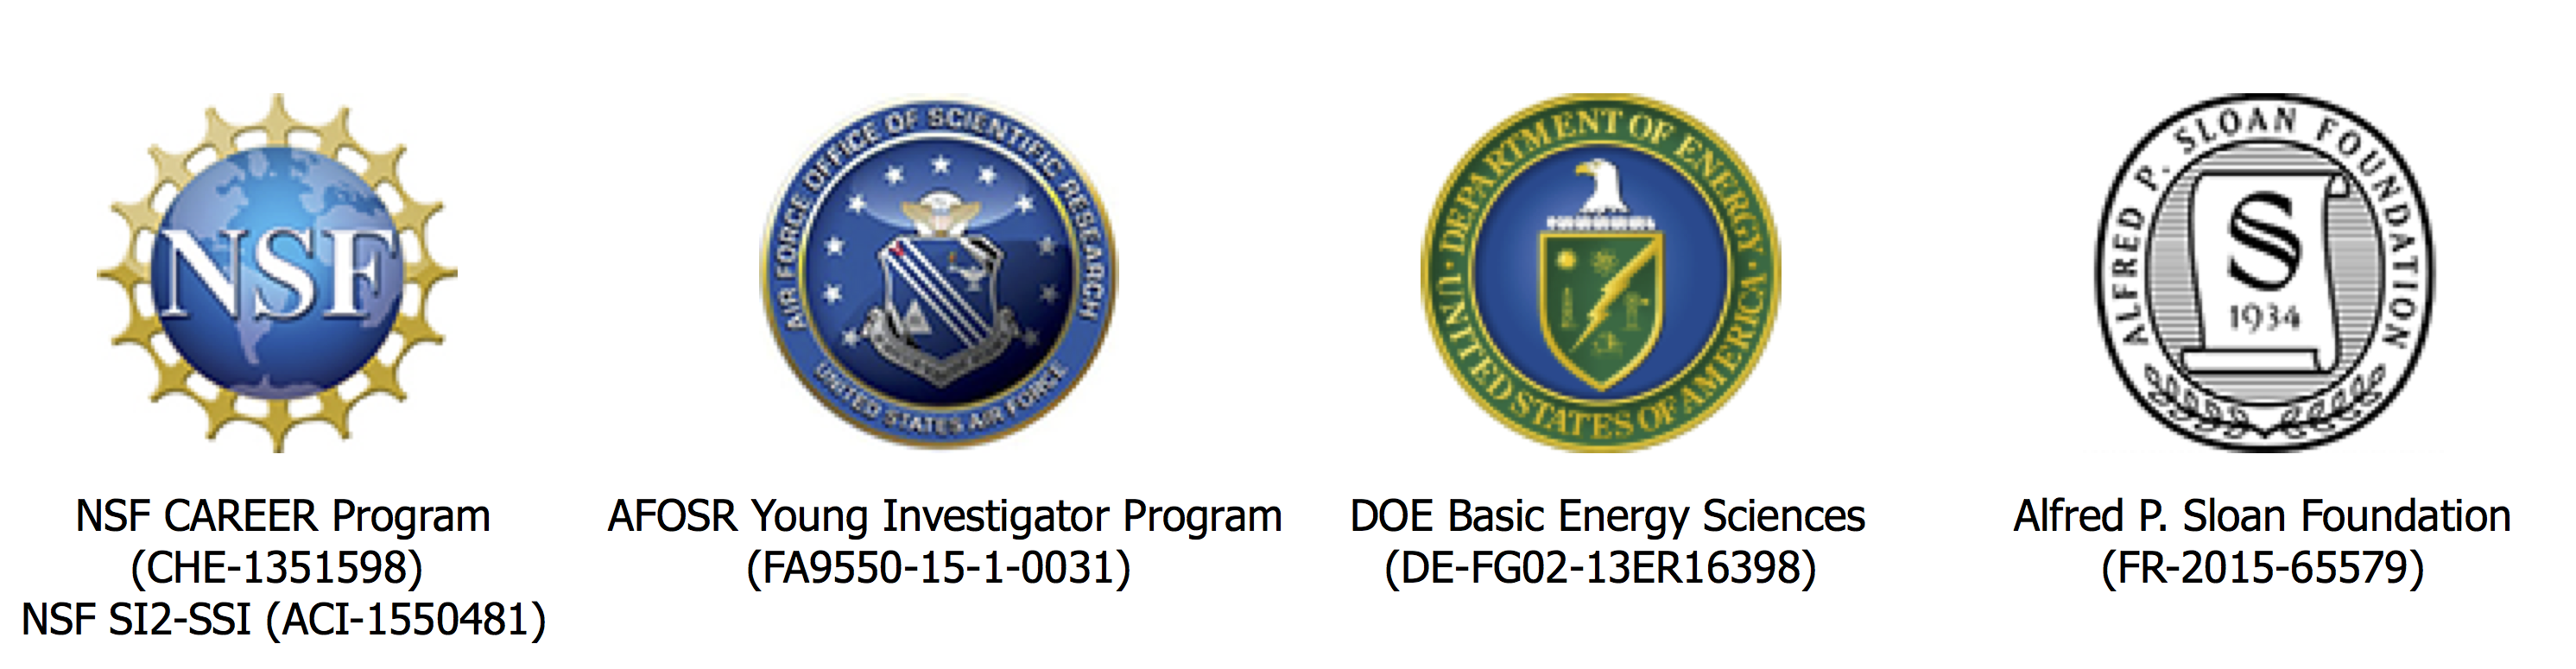 NSF
AIR FORCE OFFICE OF SCIENTIFIC RESEARCH
UNITED STATES AIR FORCE
DEPARTMENT OF ENERGY
UNITED STATES OF AMERICA
ALFRED P. SLOAN FOUNDATION
S
1934
NSF CAREER Program
(CHE-1351598)
NSF SI2-SSI (ACI-1550481)
AFOSR Young Investigator Program
(FA9550-15-1-0031)
DOE Basic Energy Sciences
(DE-FG02-13ER16398)
Alfred P. Sloan Foundation
(FR-2015-65579)